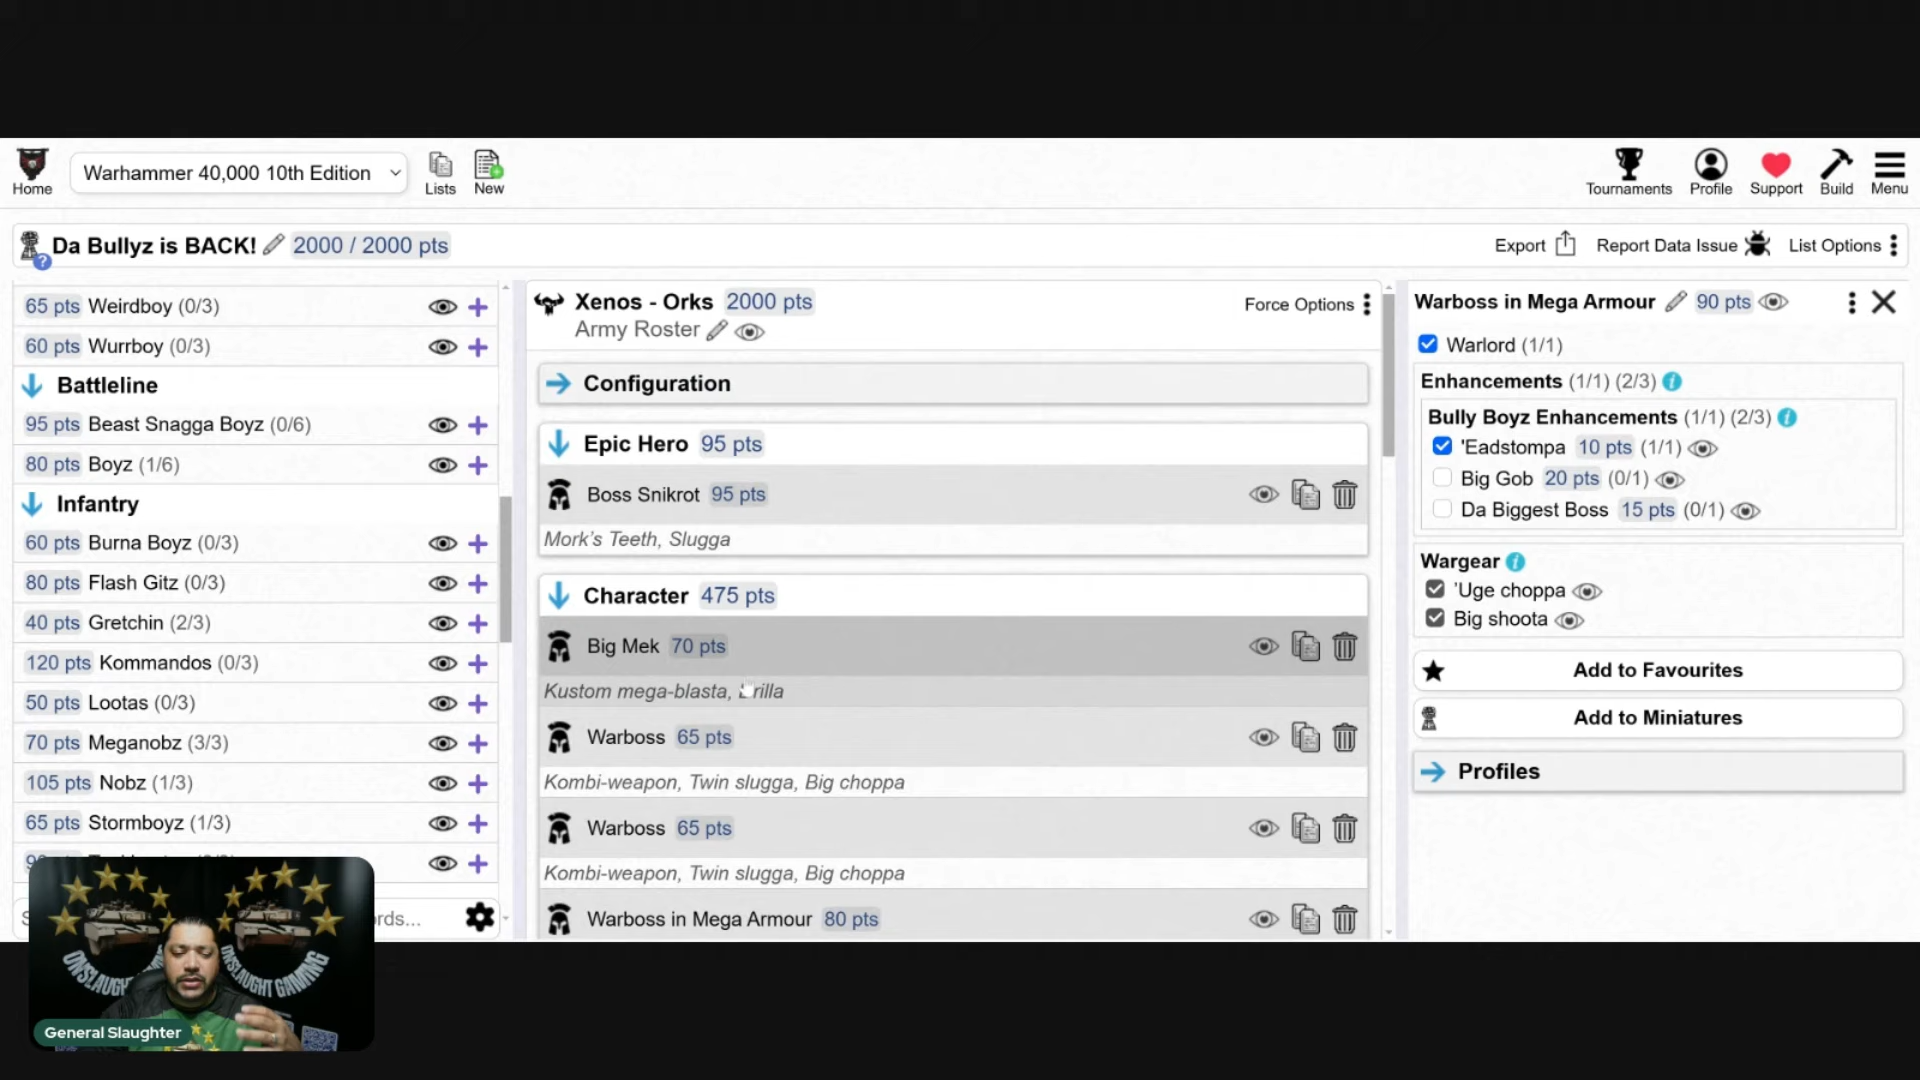 Home
Warhammer 40,000 10th Edition
Lists
New
Tournaments
Profile
Support
Build
Menu
Da Bullyz is BACK! 2000 / 2000 pts
Export
Report Data Issue
List Options
65 pts Weirdboy (0/3)
60 pts Wurrboy (0/3)
Battleline
95 pts Beast Snagga Boyz (0/6)
80 pts Boyz (1/6)
Infantry
60 pts Burna Boyz (0/3)
80 pts Flash Gitz (0/3)
40 pts Gretchin (2/3)
120 pts Kommandos (0/3)
50 pts Lootas (0/3)
70 pts Meganobz (3/3)
105 pts Nobz (1/3)
65 pts Stormboyz (1/3)
Xenos - Orks 2000 pts
Army Roster
Force Options
Configuration
Epic Hero 95 pts
Boss Snikrot 95 pts
Mork's Teeth, Slugga
Character 475 pts
Big Mek 70 pts
Kustom mega-blasta,
Warboss 65 pts
Kombi-weapon, Twin slugga, Big choppa
Warboss 65 pts
Kombi-weapon, Twin slugga, Big choppa
Warboss in Mega Armour 80 pts
Warboss in Mega Armour 90 pts
Warlord (1/1)
Enhancements (1/1) (2/3)
Bully Boyz Enhancements (1/1) (2/3)
'Eadstompa 10 pts (1/1)
Big Gob 20 pts (0/1)
Da Biggest Boss 15 pts (0/1)
Wargear
'Uge choppa
Big shoota
Add to Favourites
Add to Miniatures
Profiles
ONSLAUGHT GAMING
General Slaughter